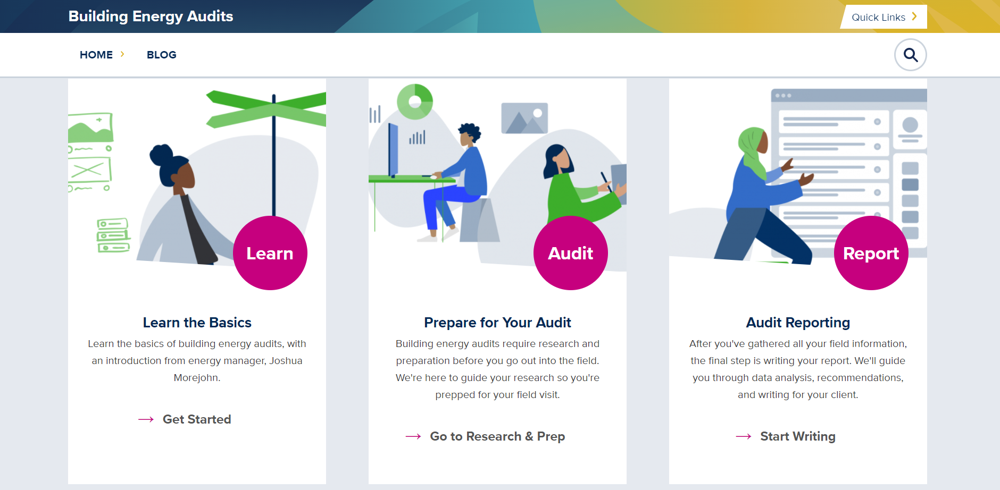 Building Energy Audits
Quick Links
HOME
BLOG
Learn
Learn the Basics
Learn the basics of building energy audits, with
an introduction from energy manager, Joshua
Morejohn.
Get Started
Audit
Prepare for Your Audit
Building energy audits require research and
preparation before you go out into the field.
We're here to guide your research so you're
prepped for your field visit.
Go to Research & Prep
Report
Audit Reporting
After you've gathered all your field information,
the final step is writing your report. We'll guide
you through data analysis, recommendations,
and writing for your client.
Start Writing